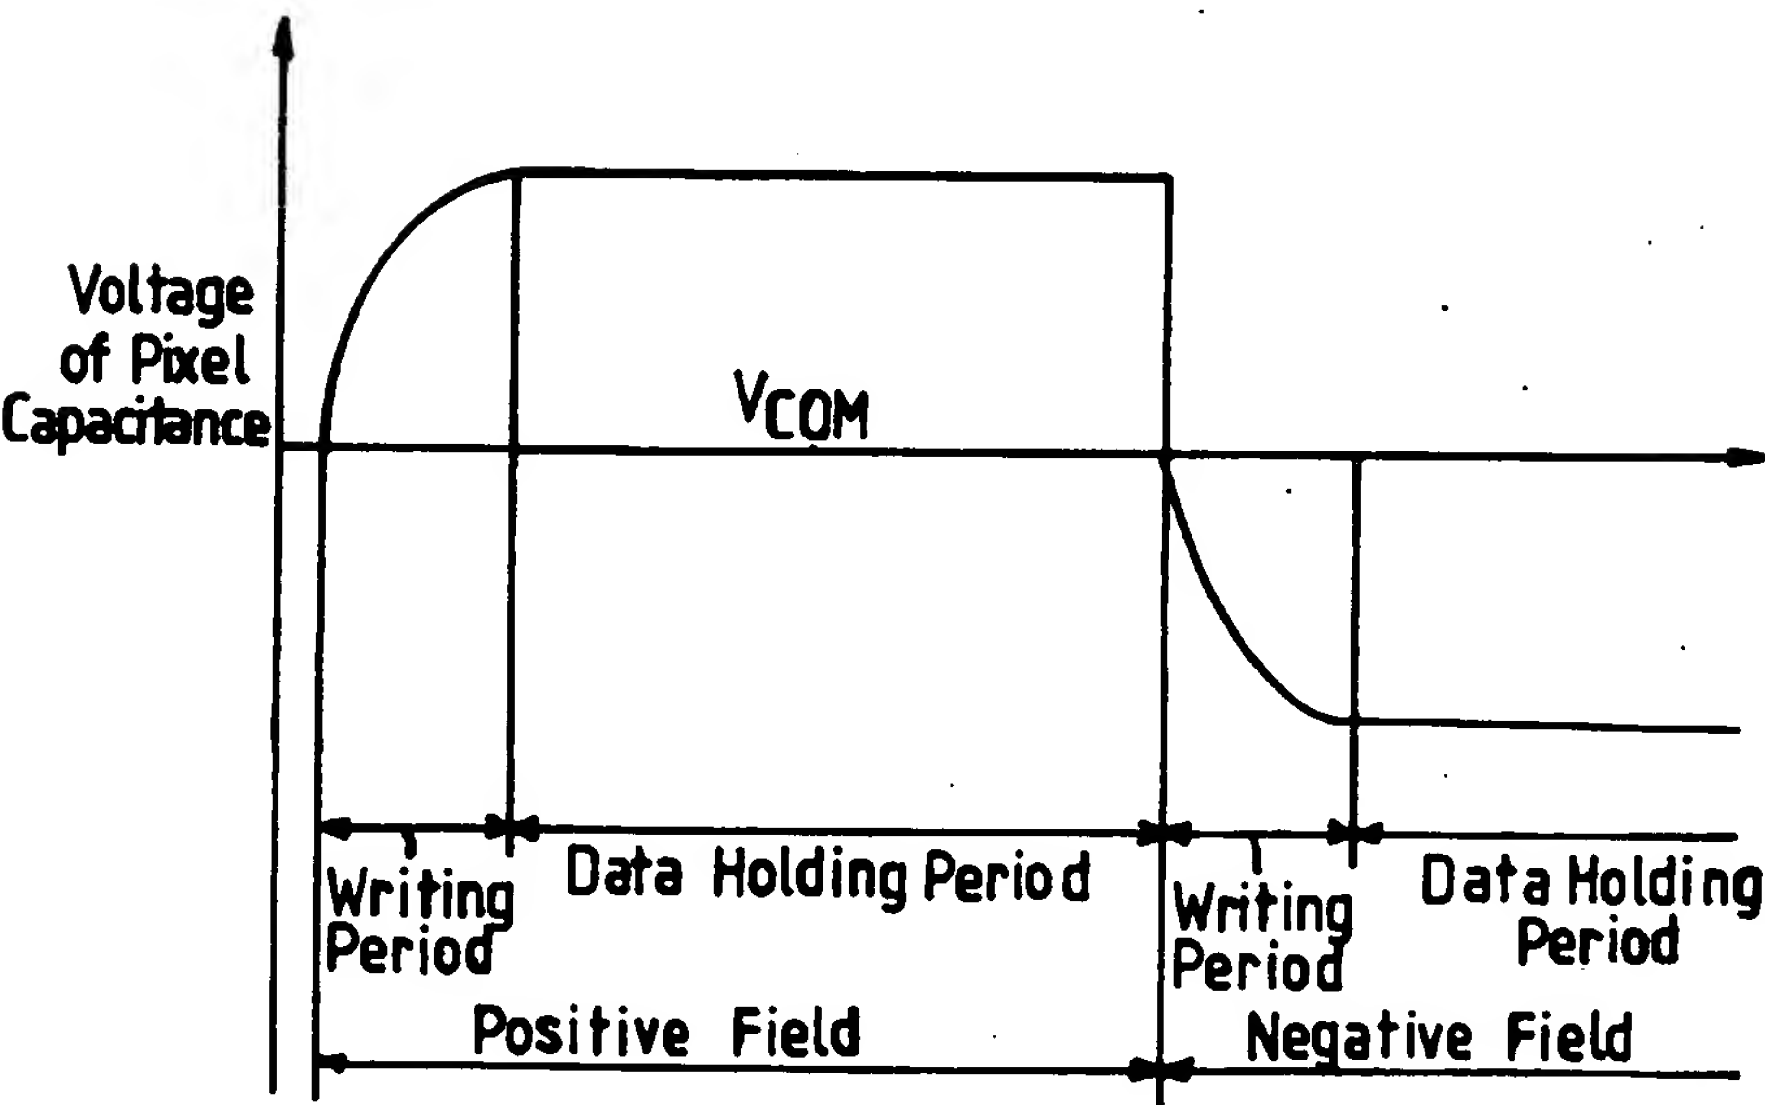 Voltage
of Pixel
Capacitance
VCOM
Writing
Period
Data Holding Period
Writing
Period
Data Holding
Period
Positive Field
Negative Field